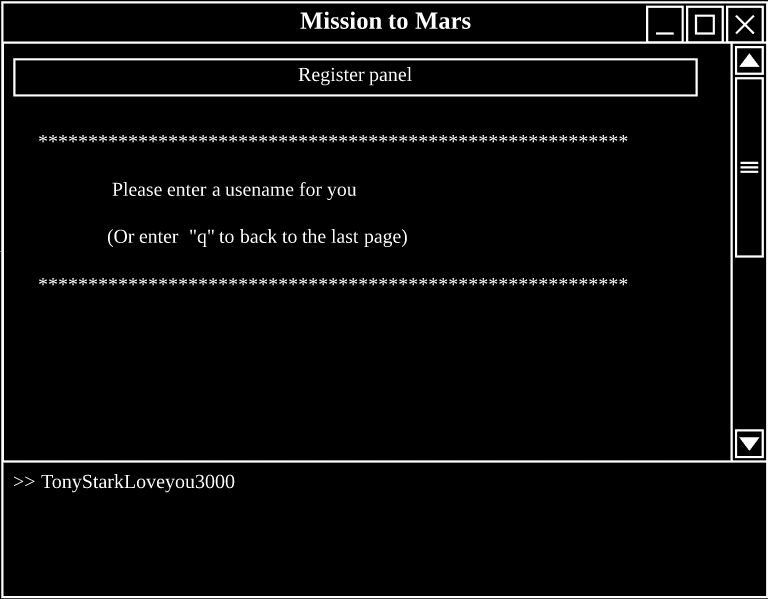 Mission to Mars
Register panel
***********************************************************
Please enter a usename for you
(Or enter  "q" to back to the last page)
***********************************************************
>> TonyStarkLoveyou3000